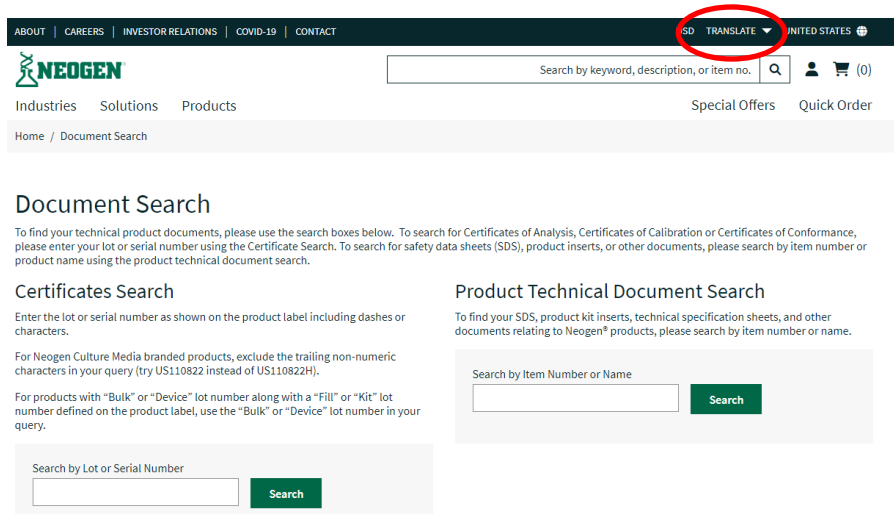 ABOUT | CAREERS | INVESTOR RELATIONS | COVID-19 | CONTACT
SD TRANSLATE UNITED STATES
NEOGEN®
Search by keyword, description, or item no.
(0)
Industries Solutions Products
Special Offers Quick Order
Home / Document Search
Document Search
To find your technical product documents, please use the search boxes below. To search for Certificates of Analysis, Certificates of Calibration or Certificates of Conformance,
please enter your lot or serial number using the Certificate Search. To search for safety data sheets (SDS), product inserts, or other documents, please search by item number or
product name using the product technical document search.
Certificates Search
Enter the lot or serial number as shown on the product label including dashes or
characters.
For Neogen Culture Media branded products, exclude the trailing non-numeric
characters in your query (try US110822 instead of US110822H).
For products with “Bulk” or “Device” lot number along with a “Fill” or “Kit” lot
number defined on the product label, use the “Bulk” or “Device” lot number in your
query.
Search by Lot or Serial Number
Search
Product Technical Document Search
To find your SDS, product kit inserts, technical specification sheets, and other
documents relating to Neogen® products, please search by item number or name.
Search by Item Number or Name
Search